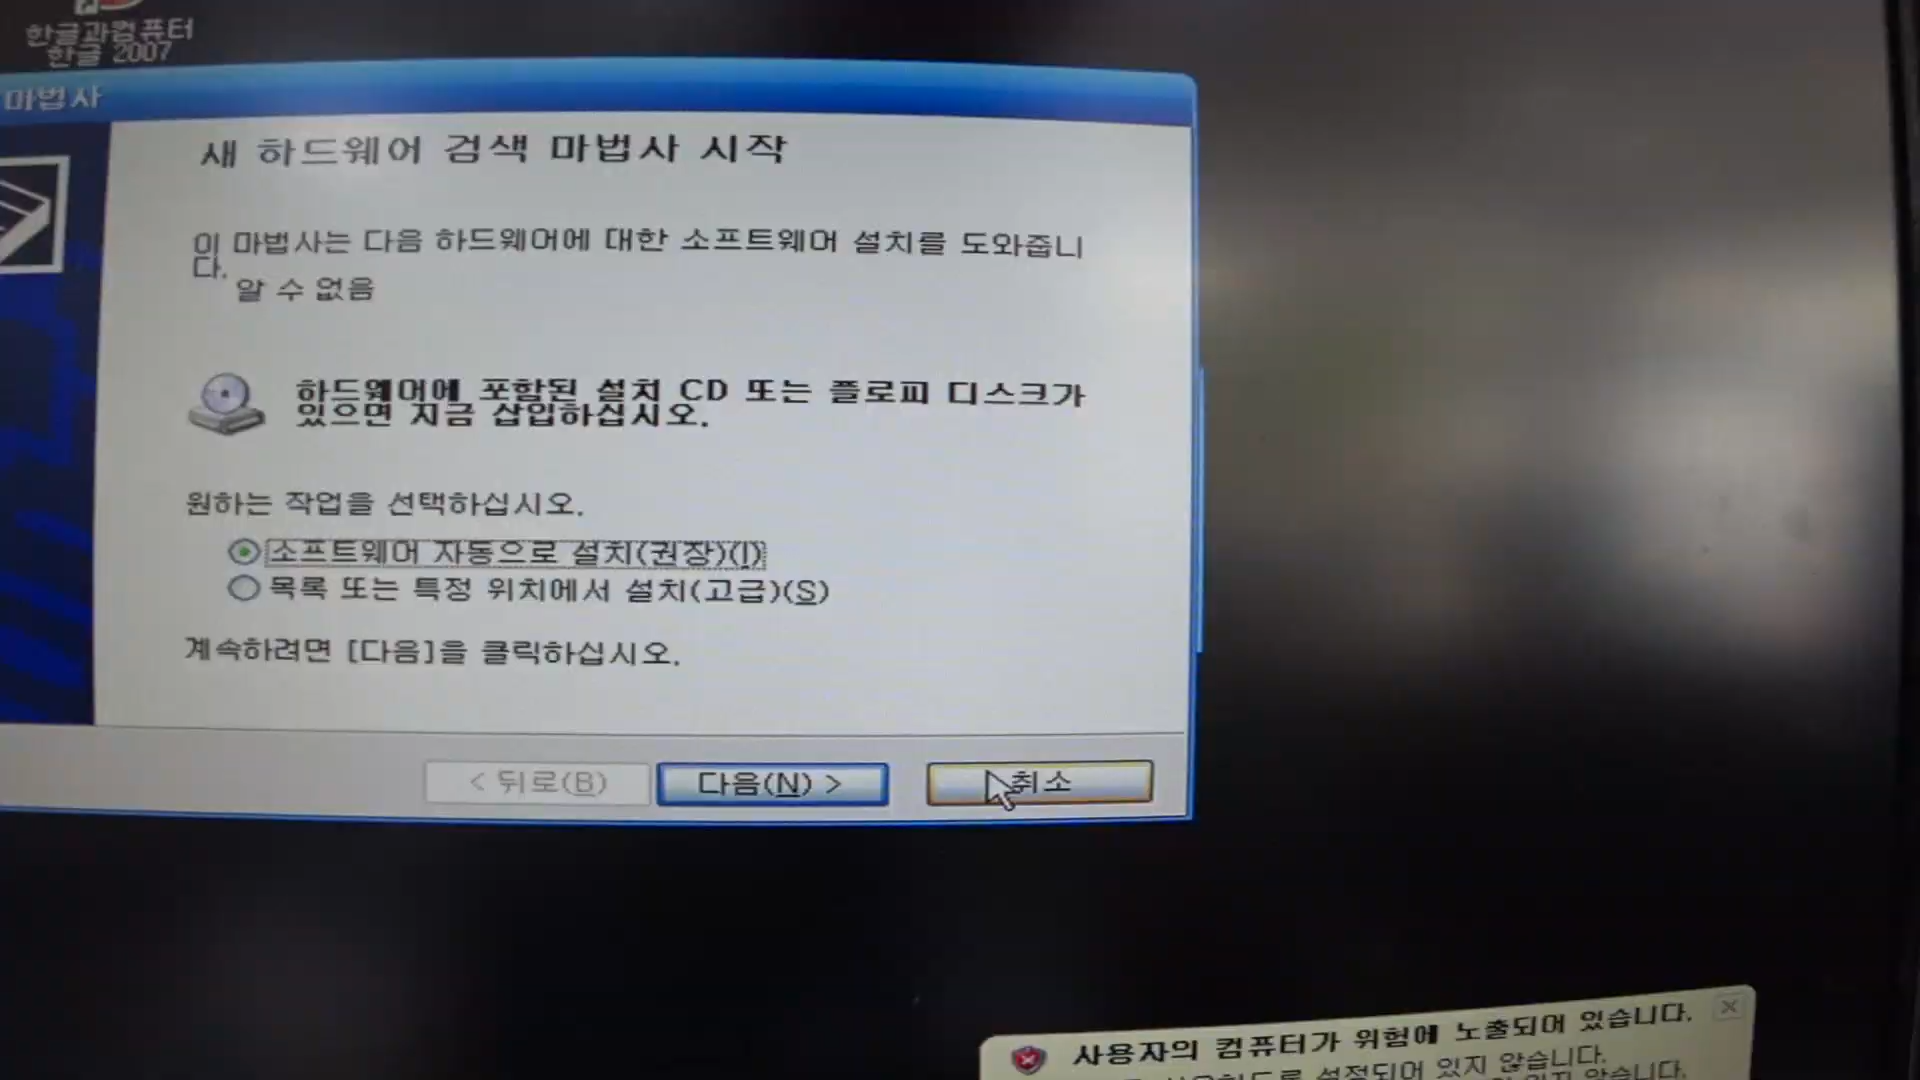 한글과컴퓨터
한글 2007
마법사
새 하드웨어 검색 마법사 시작
이 마법사는 다음 하드웨어에 대한 소프트웨어 설치를 도와줍니
다.
알 수 없음
하드웨어에 포함된 설치 CD 또는 플로피 디스크가
있으면 지금 삽입하십시오.
원하는 작업을 선택하십시오.
소프트웨어 자동으로 설치(권장)(I)
목록 또는 특정 위치에서 설치(고급)(S)
계속하려면 [다음]을 클릭하십시오.
< 뒤로(B)
다음(N) >
취소
사용자의 컴퓨터가 위험에 노출되어 있습니다.
설정되어 있지 않습니다.
않습니다.